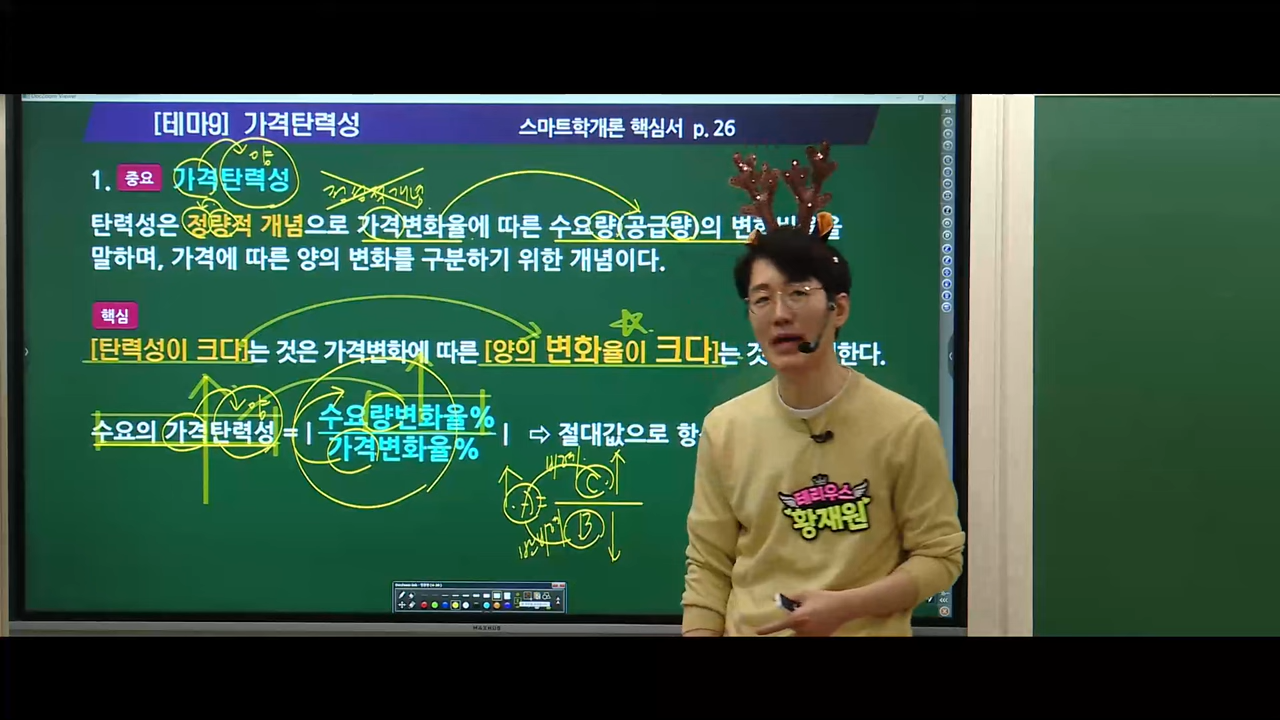 [테마9] 가격탄력성
스마트학개론 핵심서 p. 26
양
1. 중요 가격탄력성
정성적 개념
탄력성은 정량적 개념으로 가격변화율에 따른 수요량(공급량)의 변화
말하며, 가격에 따른 양의 변화를 구분하기 위한 개념이다.
핵심
[탄력성이 크다]는 것은 가격변화에 따른 [양의 변화율이 크다]는
양
수요의 가격탄력성 = | 수요량변화율% / 가격변화율% | ⇨ 절대값으로
A = C / B
테리우스
황재원
MAXHUB